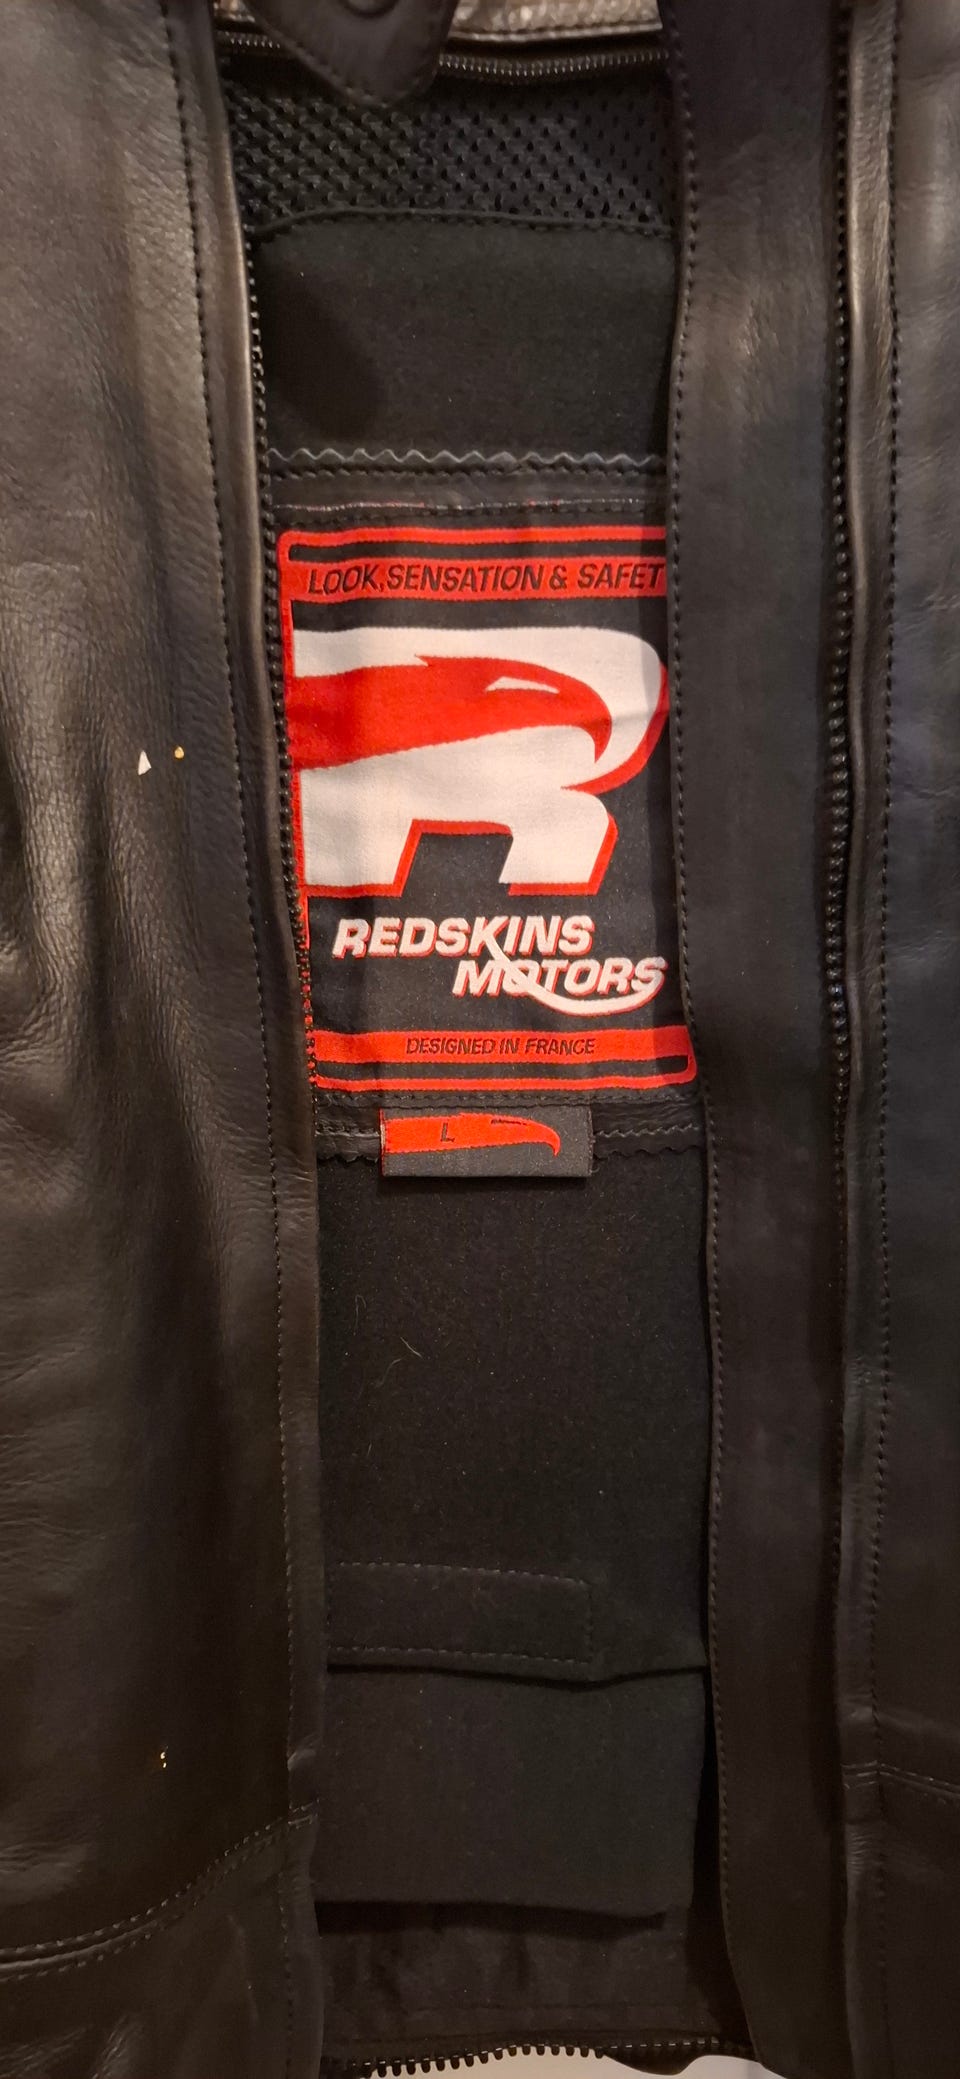 LOOK,SENSATION & SAFET
REDSKINS
MOTORS
DESIGNED IN FRANCE
L